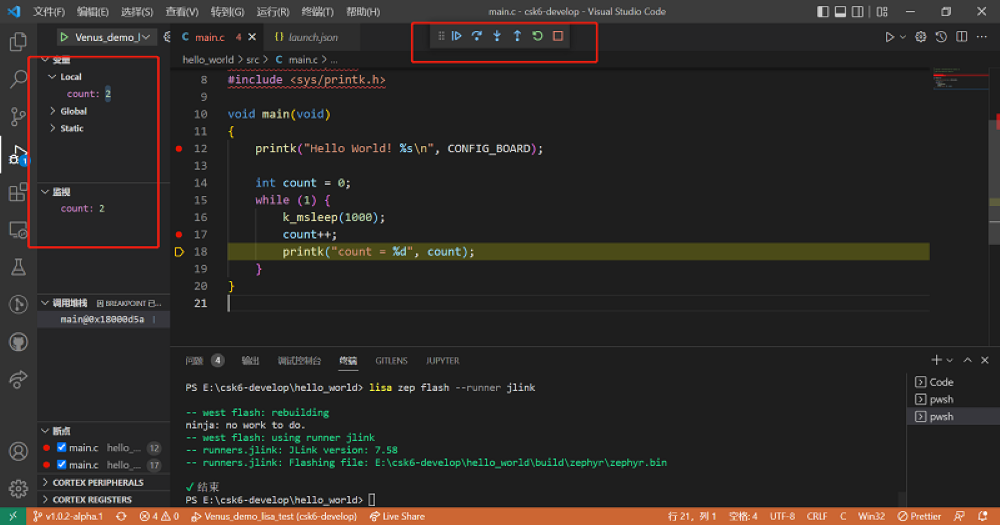 文件(F) 编辑(E) 选择(S) 查看(V) 转到(G) 运行(R) 终端(T) 帮助(H)
main.c - csk6-develop - Visual Studio Code
Venus_demo_l
main.c 4
{} launch.json
hello_world > src > main.c > ...
变量
Local
count: 2
Global
Static
监视
count: 2
调用堆栈
因 BREAKPOINT 已...
main@0x18000d5a
断点
main.c hello_... 12
main.c hello_... 17
CORTEX PERIPHERALS
CORTEX REGISTERS
8 #include <sys/printk.h>
9
10 void main(void)
11 {
12 printk("Hello World! %s\n", CONFIG_BOARD);
13
14 int count = 0;
15 while (1) {
16 k_msleep(1000);
17 count++;
18 printk("count = %d", count);
19 }
20 }
21
问题 4 输出 调试控制台 终端 GITLENS JUPYTER
PS E:\csk6-develop\hello_world> lisa zep flash --runner jlink
-- west flash: rebuilding
ninja: no work to do.
-- west flash: using runner jlink
-- runners.jlink: JLink version: 7.58
-- runners.jlink: Flashing file: E:\csk6-develop\hello_world\build\zephyr\zephyr.bin
✓ 结束
PS E:\csk6-develop\hello_world>
Code
pwsh
pwsh
1
v1.0.2-alpha.1 4 0 Venus_demo_lisa_test (csk6-develop) Live Share
行 21，列 1 空格: 4 UTF-8 CRLF C Win32 Prettier